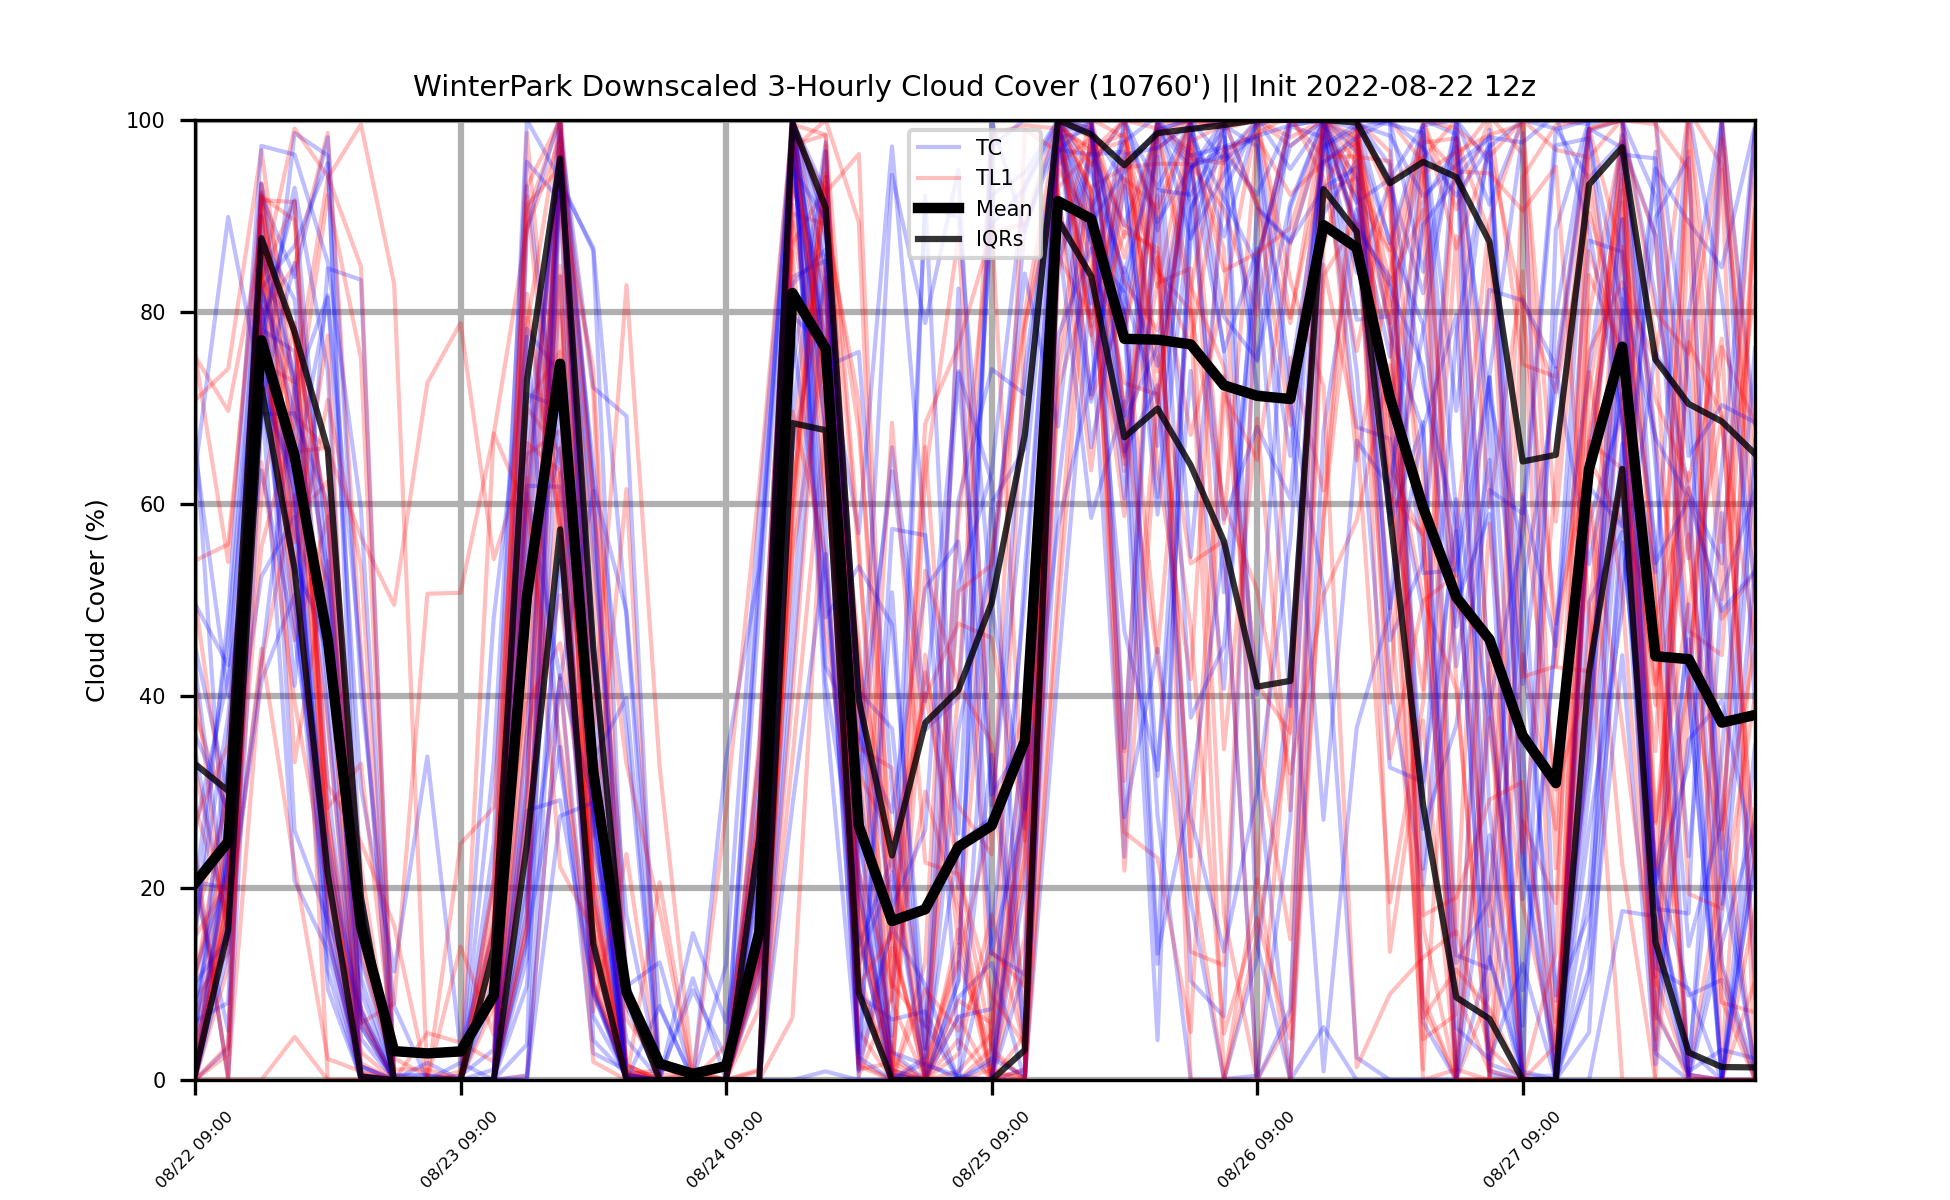 WinterPark Downscaled 3-Hourly Cloud Cover (10760') || Init 2022-08-22 12z
100
80
60
40
20
0
Cloud Cover (%)
TC
TL1
Mean
IQRs
08/22 09:00
08/23 09:00
08/24 09:00
08/25 09:00
08/26 09:00
08/27 09:00